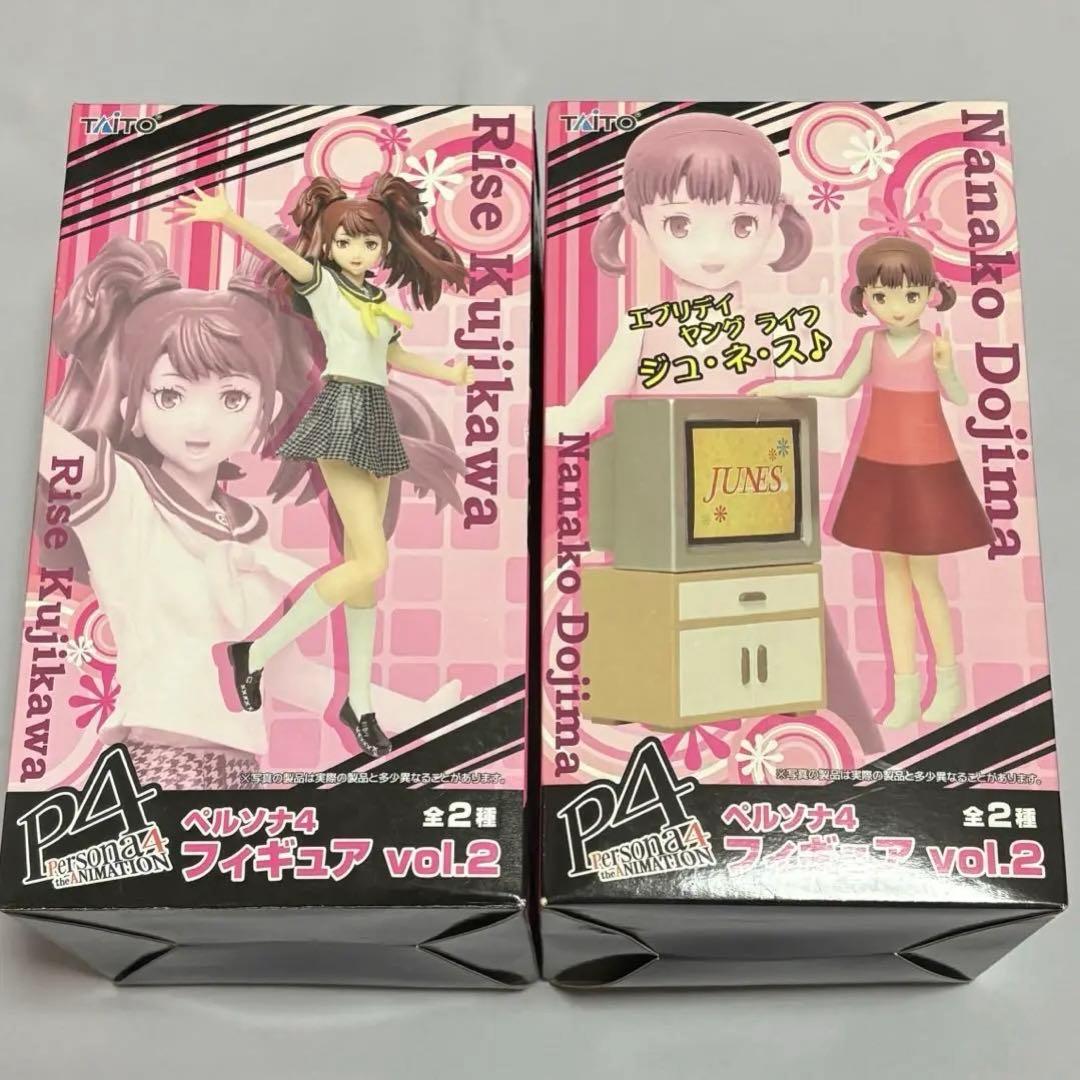 TAITO
Rise Kujikawa
Rise Kujikawa
※写真の製品は実際の製品と多少異なることがあります。
P4
Persona4
the ANIMATION
ペルソナ4
全2種
フィギュア vol.2
TAITO
Nanako Dojima
エブリデイ
ヤング ライフ
ジュ・ネ・ス♪
JUNES
Nanako Dojima
※写真の製品は実際の製品と多少異なることがあります。
P4
Persona4
the ANIMATION
ペルソナ4
全2種
フィギュア vol.2